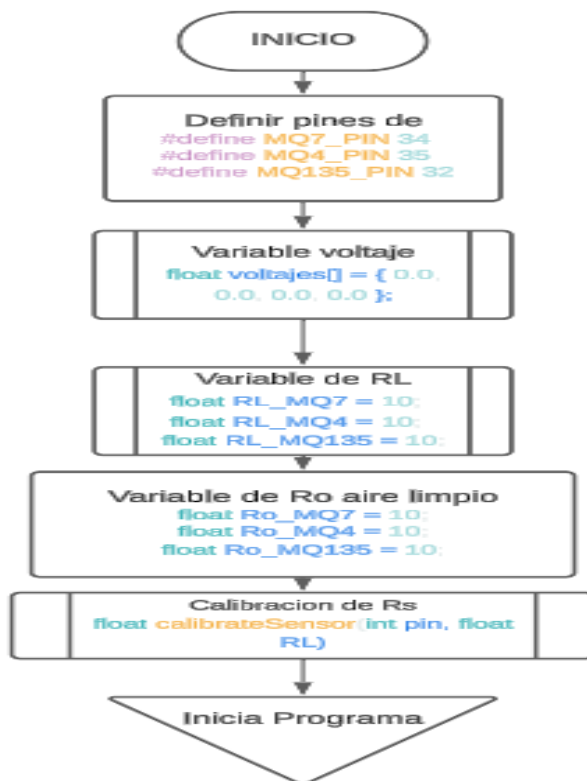 INICIO
Definir pines de
#define MQ7_PIN 34
#define MQ4_PIN 35
#define MQ135_PIN 32
Variable voltaje
float voltajes[] = { 0.0,
0.0, 0.0, 0.0 };
Variable de RL
float RL_MQ7 = 10;
float RL_MQ4 = 10;
float RL_MQ135 = 10;
Variable de Ro aire limpio
float Ro_MQ7 = 10;
float Ro_MQ4 = 10;
float Ro_MQ135 = 10;
Calibracion de Rs
float calibrateSensor(int pin, float
RL)
Inicia Programa